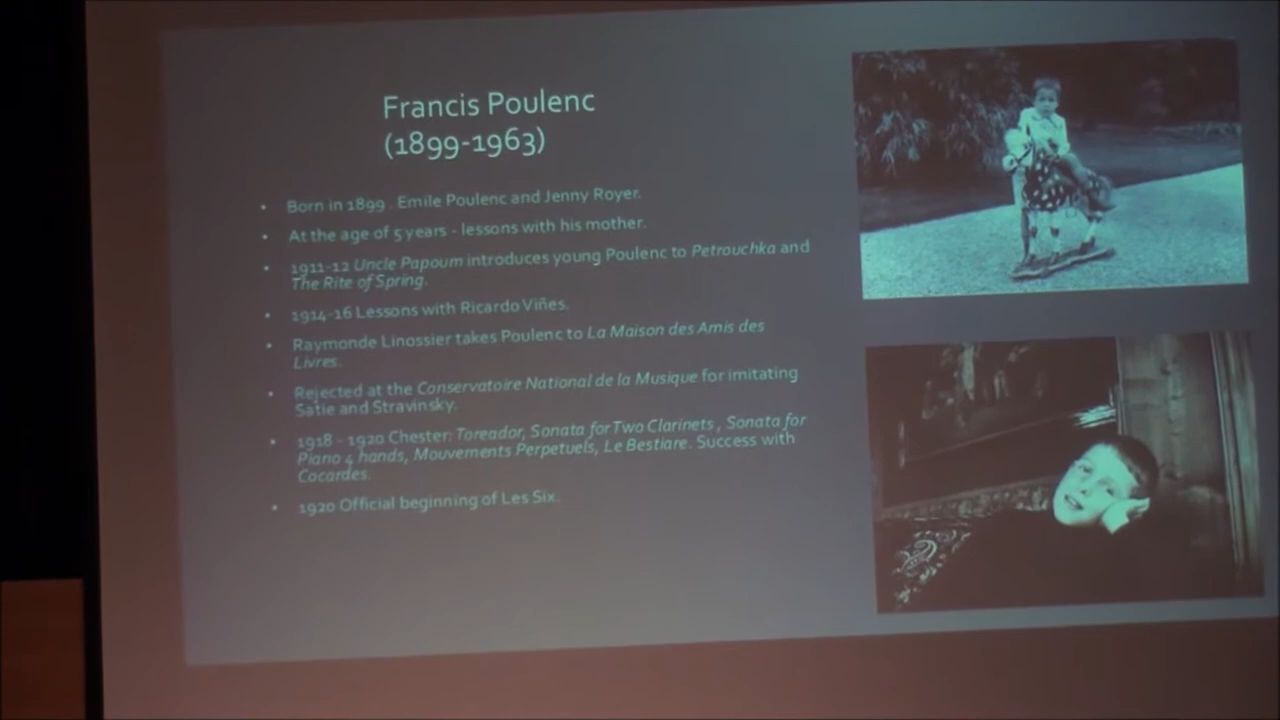 Francis Poulenc
(1899-1963)
• Born in 1899 . Emile Poulenc and Jenny Royer.
• At the age of 5 years - lessons with his mother.
• 1911-12 Uncle Papoum introduces young Poulenc to Petrouchka and
The Rite of Spring.
• 1914-16 Lessons with Ricardo Viñes.
• Raymonde Linossier takes Poulenc to La Maison des Amis des
Livres.
• Rejected at the Conservatoire National de la Musique for imitating
Satie and Stravinsky.
• 1918 - 1920 Chester: Toreador, Sonata for Two Clarinets , Sonata for
Piano 4 hands, Mouvements Perpetuels, Le Bestiare. Success with
Cocardes.
• 1920 Official beginning of Les Six.